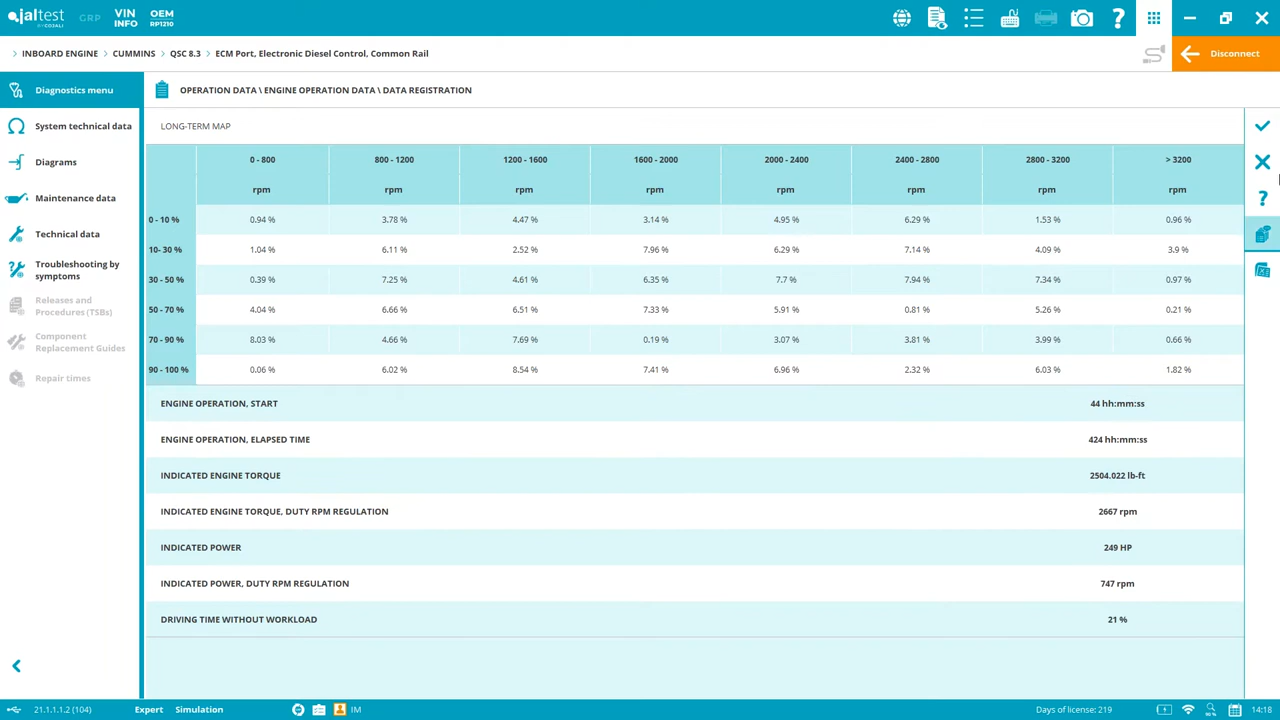 jaltest GRP VIN INFO OEM RP1210
BY COJALI
INBOARD ENGINE > CUMMINS > QSC 8.3 > ECM Port, Electronic Diesel Control, Common Rail
Disconnect
Diagnostics menu
System technical data
Diagrams
Maintenance data
Technical data
Troubleshooting by
symptoms
Releases and
Procedures (TSBs)
Component
Replacement Guides
Repair times
OPERATION DATA \ ENGINE OPERATION DATA \ DATA REGISTRATION
LONG-TERM MAP
0 - 800 800 - 1200 1200 - 1600 1600 - 2000 2000 - 2400 2400 - 2800 2800 - 3200 > 3200
rpm rpm rpm rpm rpm rpm rpm rpm
0 - 10 % 0.94 % 3.78 % 4.47 % 3.14 % 4.95 % 6.29 % 1.53 % 0.96 %
10- 30 % 1.04 % 6.11 % 2.52 % 7.96 % 6.29 % 7.14 % 4.09 % 3.9 %
30 - 50 % 0.39 % 7.25 % 4.61 % 6.35 % 7.7 % 7.94 % 7.34 % 0.97 %
50 - 70 % 4.04 % 6.66 % 6.51 % 7.33 % 5.91 % 0.81 % 5.26 % 0.21 %
70 - 90 % 8.03 % 4.66 % 7.69 % 0.19 % 3.07 % 3.81 % 3.99 % 0.66 %
90 - 100 % 0.06 % 6.02 % 8.54 % 7.41 % 6.96 % 2.32 % 6.03 % 1.82 %
ENGINE OPERATION, START 44 hh:mm:ss
ENGINE OPERATION, ELAPSED TIME 424 hh:mm:ss
INDICATED ENGINE TORQUE 2504.022 lb-ft
INDICATED ENGINE TORQUE, DUTY RPM REGULATION 2667 rpm
INDICATED POWER 249 HP
INDICATED POWER, DUTY RPM REGULATION 747 rpm
DRIVING TIME WITHOUT WORKLOAD 21 %
21.1.1.1.2 (104) Expert Simulation IM Days of license: 219 14:18